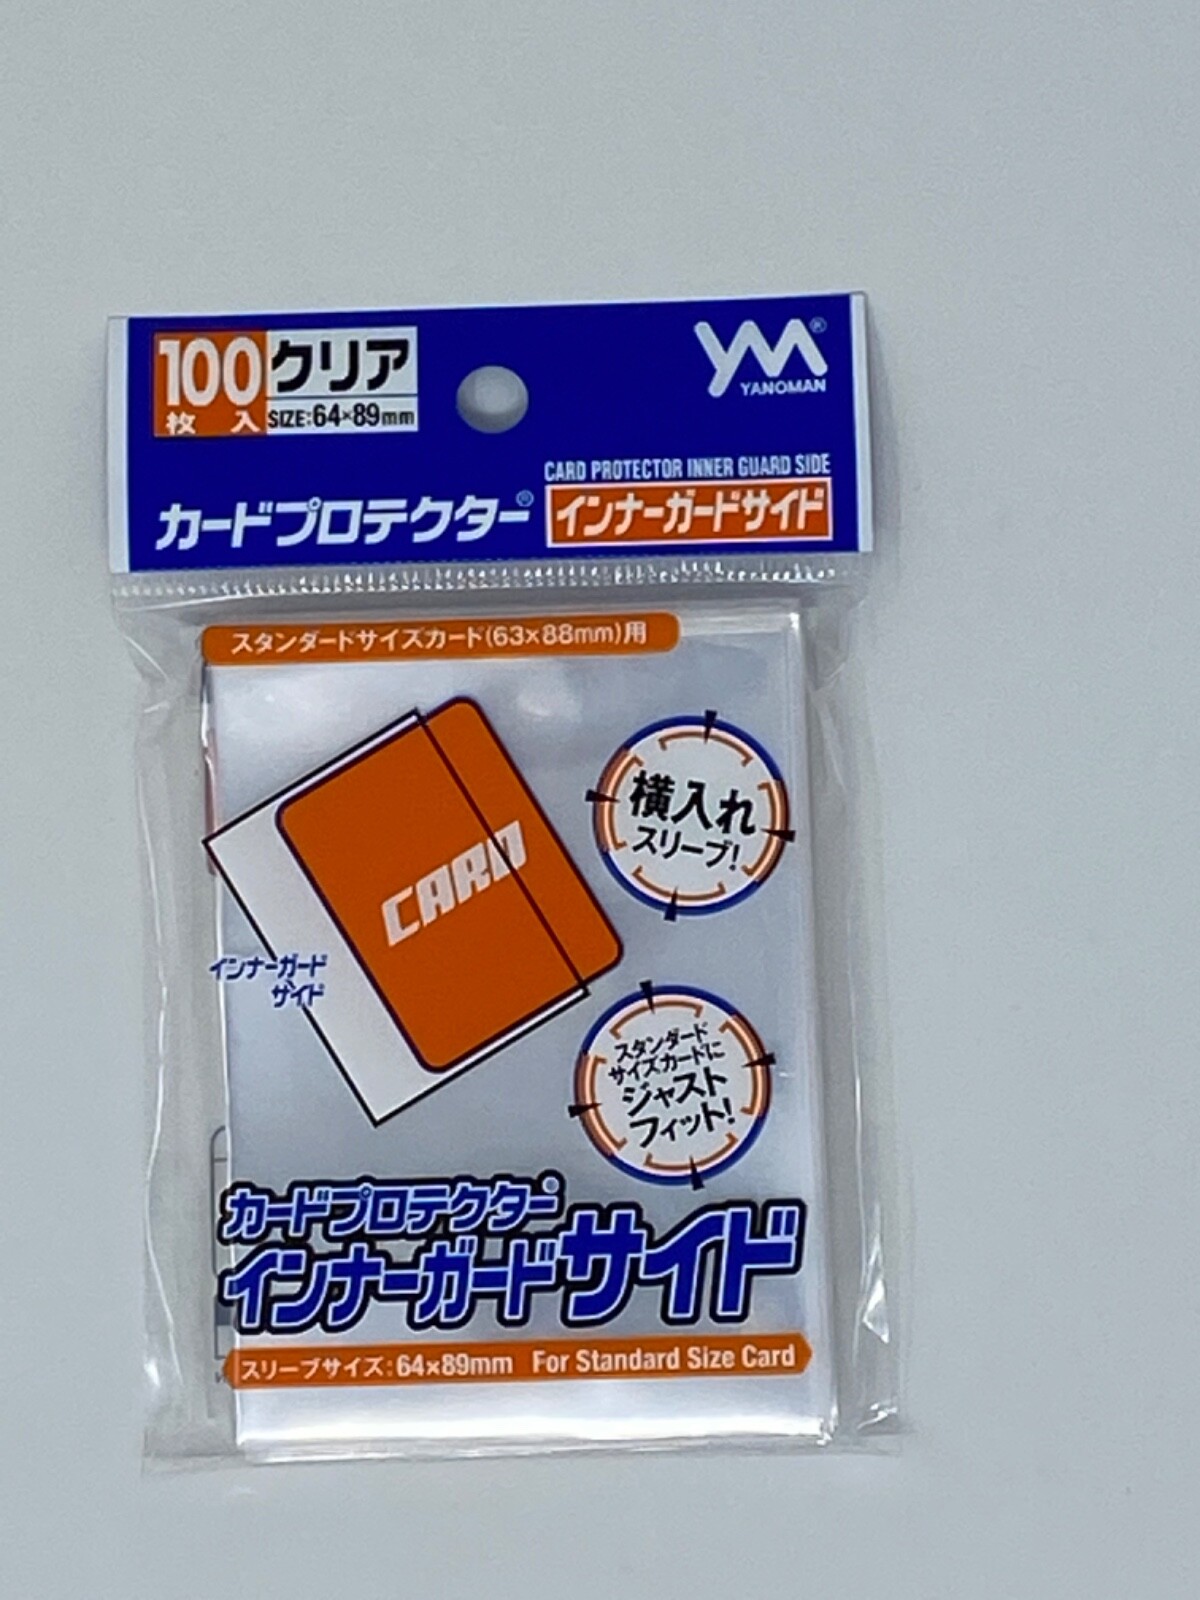 100
枚入
クリア
SIZE:64×89mm
YM®
YANOMAN
CARD PROTECTOR INNER GUARD SIDE
カードプロテクター®
インナーガードサイド
スタンダードサイズカード(63×88mm)用
CARD
インナーガード
サイド
横入れ
スリーブ!
スタンダード
サイズカードに
ジャスト
フィット!
カードプロテクター®
インナーガードサイド
スリーブサイズ:64×89mm For Standard Size Card